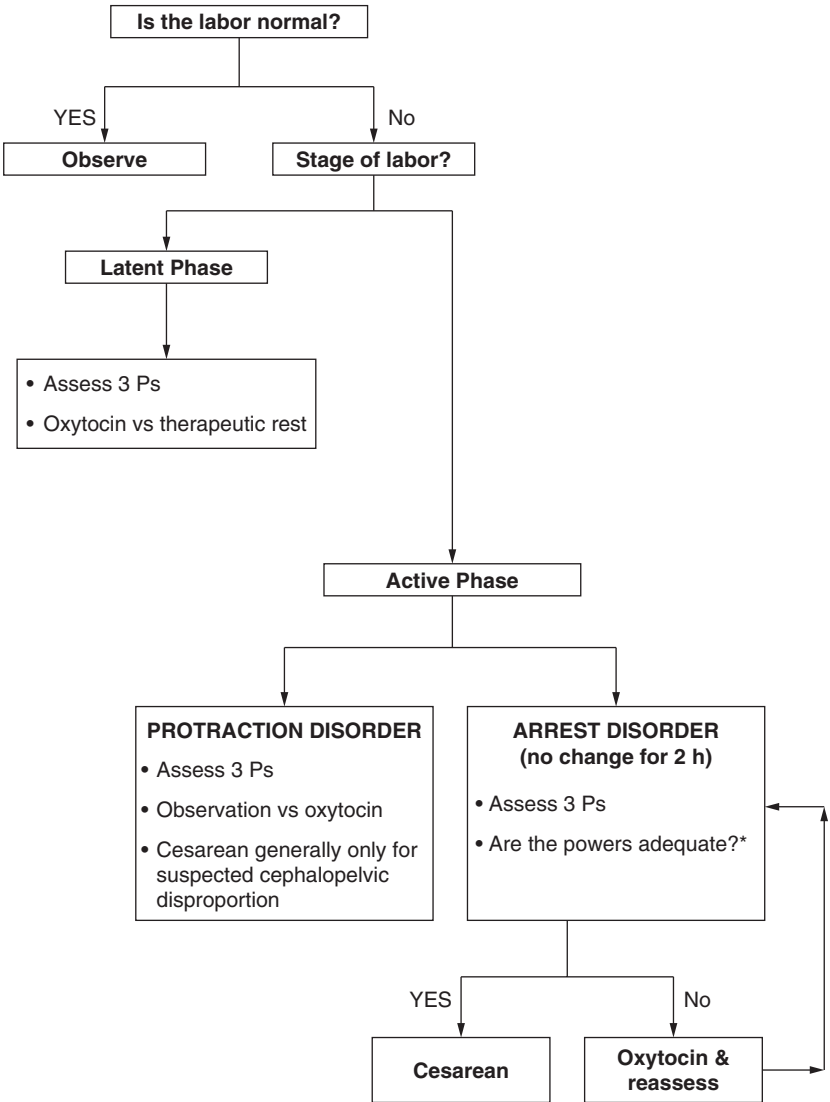 Is the labor normal?
YES
No
Observe
Stage of labor?
Latent Phase
• Assess 3 Ps
• Oxytocin vs therapeutic rest
Active Phase
PROTRACTION DISORDER
• Assess 3 Ps
• Observation vs oxytocin
• Cesarean generally only for
suspected cephalopelvic
disproportion
ARREST DISORDER
(no change for 2 h)
• Assess 3 Ps
• Are the powers adequate?*
YES
No
Cesarean
Oxytocin &
reassess